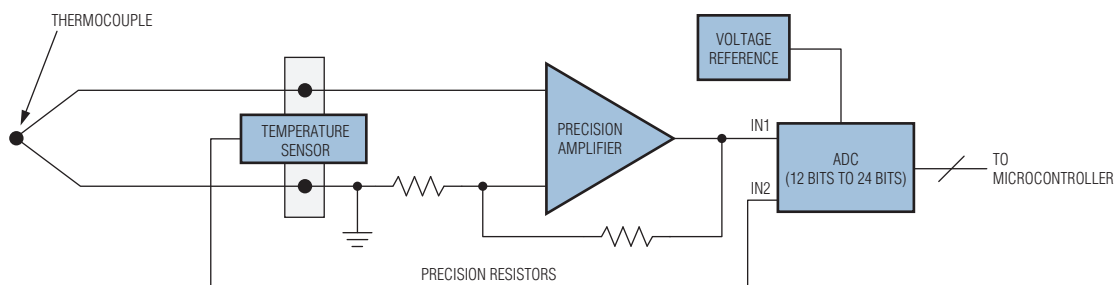 THERMOCOUPLE
VOLTAGE
REFERENCE
TEMPERATURE
SENSOR
PRECISION
AMPLIFIER
IN1
ADC
(12 BITS TO 24 BITS)
IN2
TO
MICROCONTROLLER
PRECISION RESISTORS